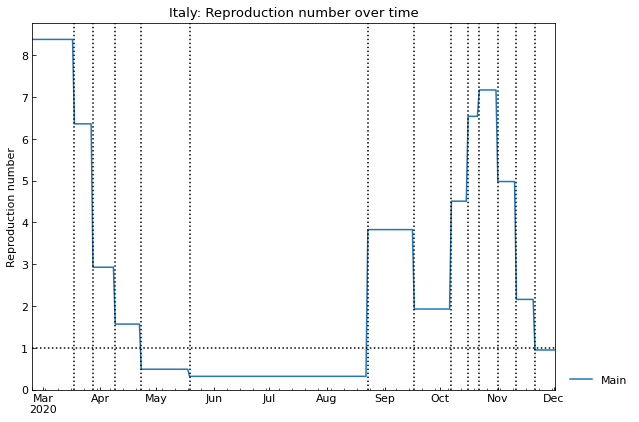 Italy: Reproduction number over time
Reproduction number
8
7
6
5
4
3
2
1
0
Mar Apr May Jun Jul Aug Sep Oct Nov Dec
2020
Main